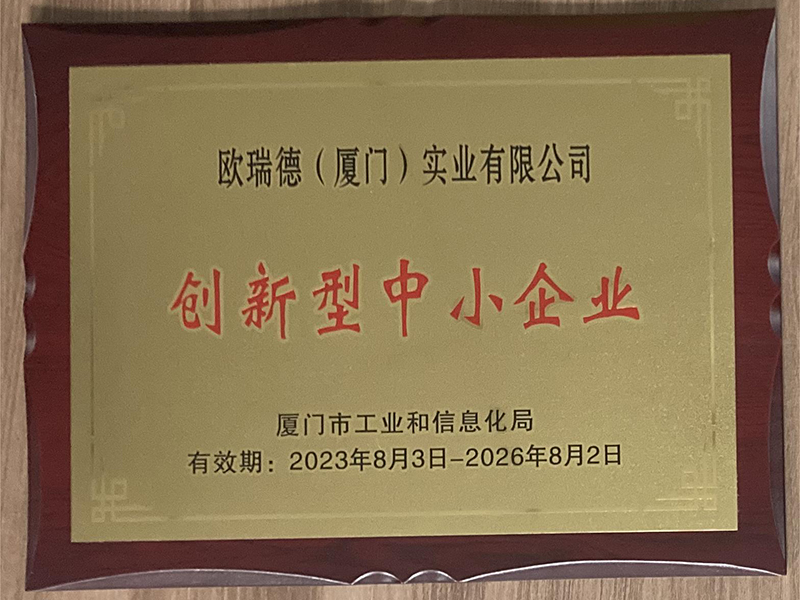 欧瑞德（厦门）实业有限公司
创新型中小企业
厦门市工业和信息化局
有效期：2023年8月3日-2026年8月2日